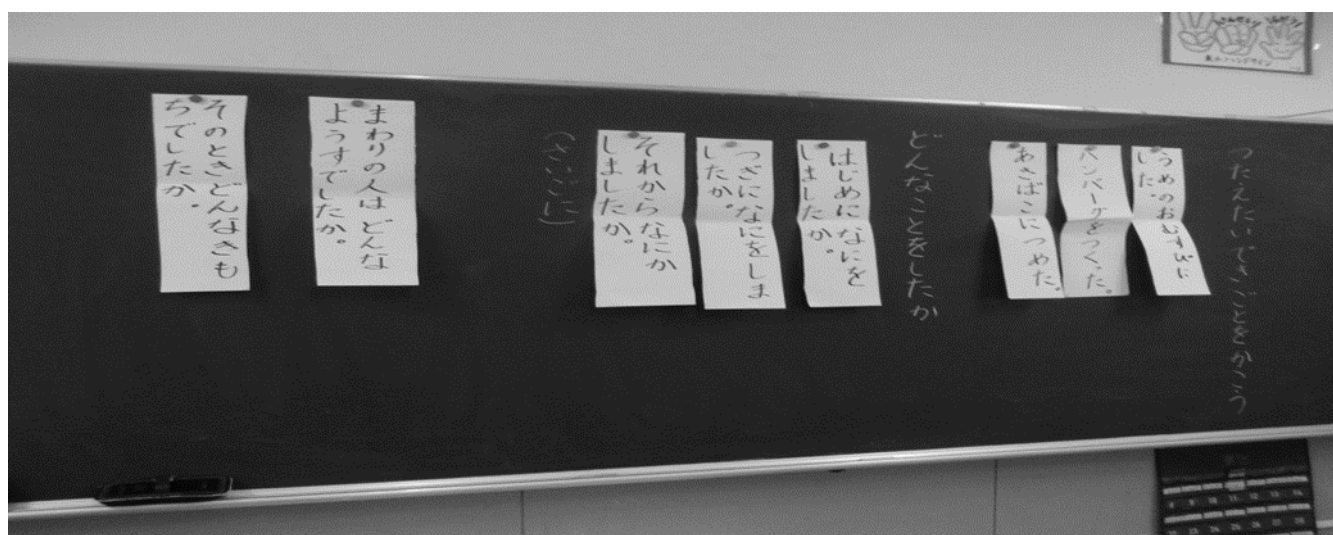 つたえたいできごとをかこう
うめのおむすびに
した。
ハンバーグをつくった。
あさばこにつめた。
どんなことをしたか
はじめになにを
しましたか。
つぎになにをしま
したか。
それからなにか
しましたか。
(さいごに)
まわりの人はどんな
ようすでしたか。
そのときどんなきも
ちでしたか。